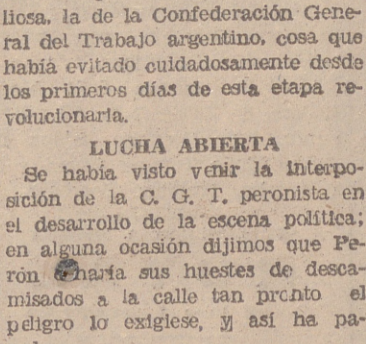 liosa, la de la Confederación Gene-
ral del Trabajo argentino, cosa que
había evitado cuidadosamente desde
los primeros días de esta etapa re-
volucionaria.
LUCHA ABIERTA
Se había visto venir la interpo-
sición de la C. G. T. peronista en
el desarrollo de la escena política;
en alguna ocasión dijimos que Pe-
rón sus huestes de desca-
misados a la calle tan pronto el
peligro lo exigiese, y así ha pa-